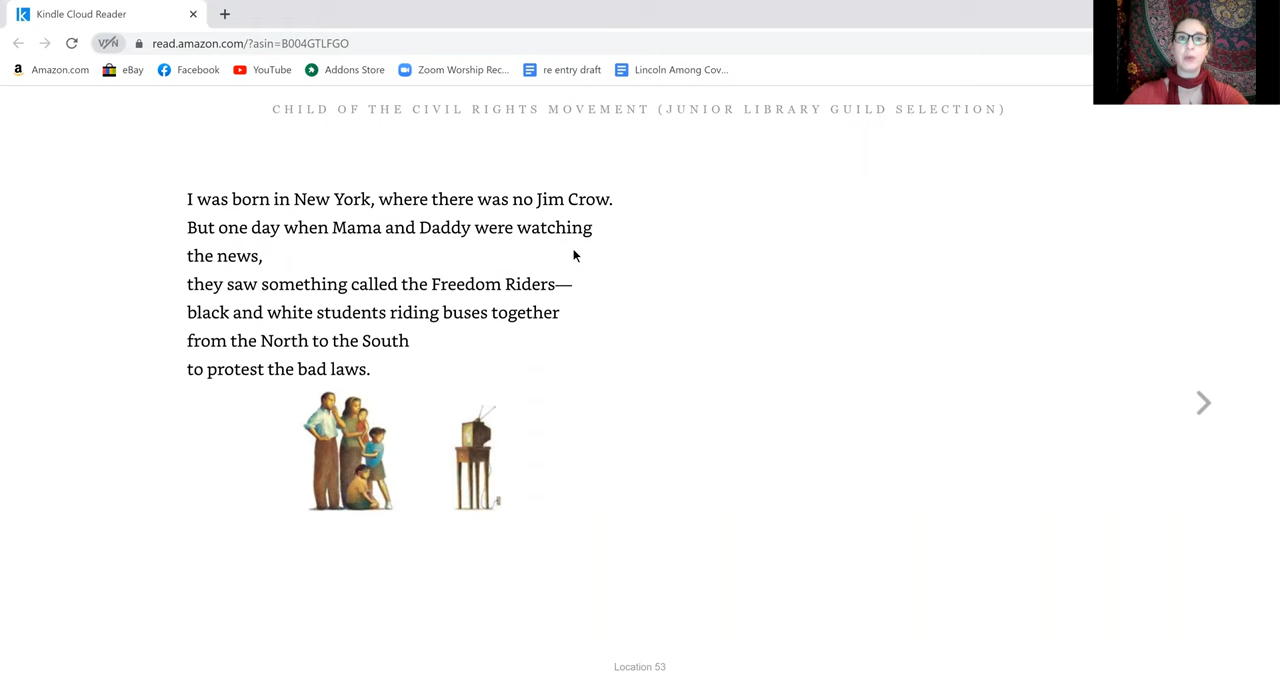 Kindle Cloud Reader
read.amazon.com/?asin=B004GTLFGO
Amazon.com eBay Facebook YouTube Addons Store Zoom Worship Rec... re entry draft Lincoln Among Cov...
CHILD OF THE CIVIL RIGHTS MOVEMENT (JUNIOR LIBRARY GUILD SELECTION)
I was born in New York, where there was no Jim Crow.
But one day when Mama and Daddy were watching
the news,
they saw something called the Freedom Riders—
black and white students riding buses together
from the North to the South
to protest the bad laws.
Location 53